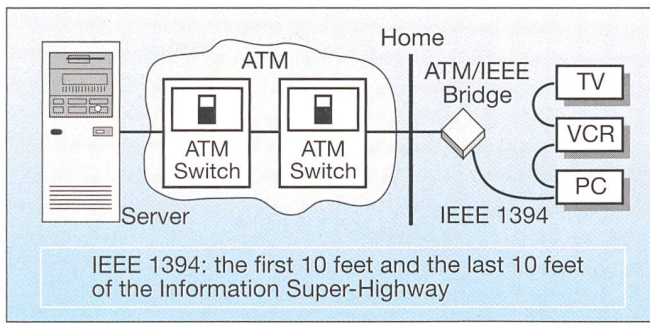 Home
ATM
ATM/IEEE
Bridge
TV
VCR
PC
ATM
Switch
ATM
Switch
Server
IEEE 1394
IEEE 1394: the first 10 feet and the last 10 feet
of the Information Super-Highway